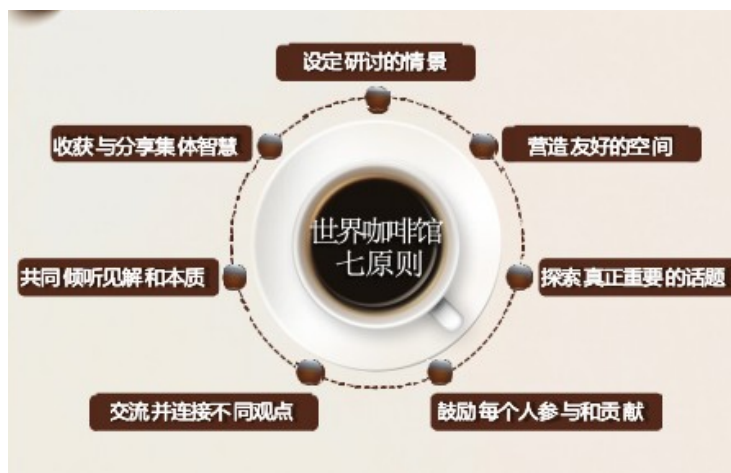 设定研讨的情景
收获与分享集体智慧
营造友好的空间
世界咖啡馆
七原则
共同倾听见解和本质
探索真正重要的话题
交流并连接不同观点
鼓励每个人参与和贡献